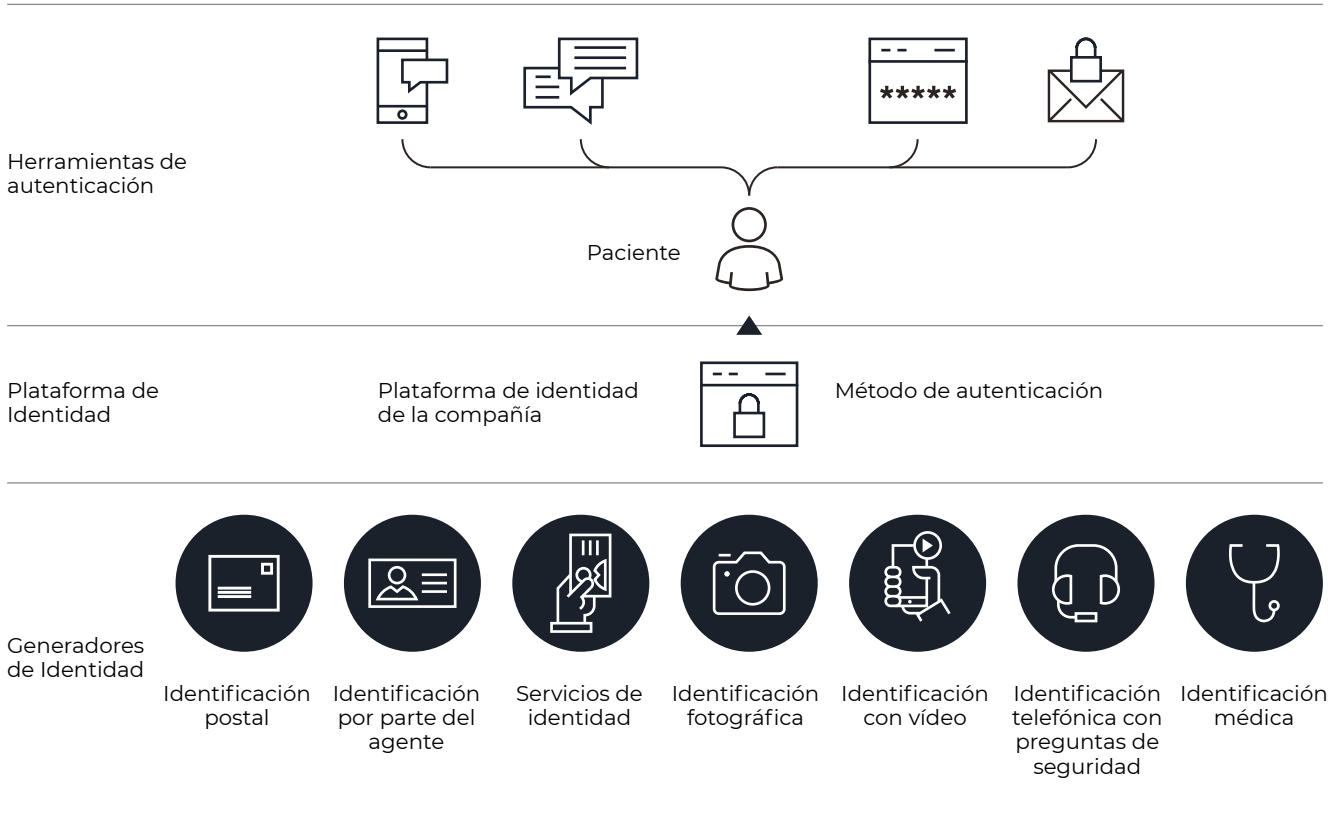 *****
Herramientas de
autenticación
Paciente
Plataforma de
Identidad
Plataforma de identidad
de la compañía
Método de autenticación
Generadores
de Identidad
Identificación
postal
Identificación
por parte del
agente
Servicios de
identidad
Identificación
fotográfica
Identificación
con vídeo
Identificación
telefónica con
preguntas de
seguridad
Identificación
médica